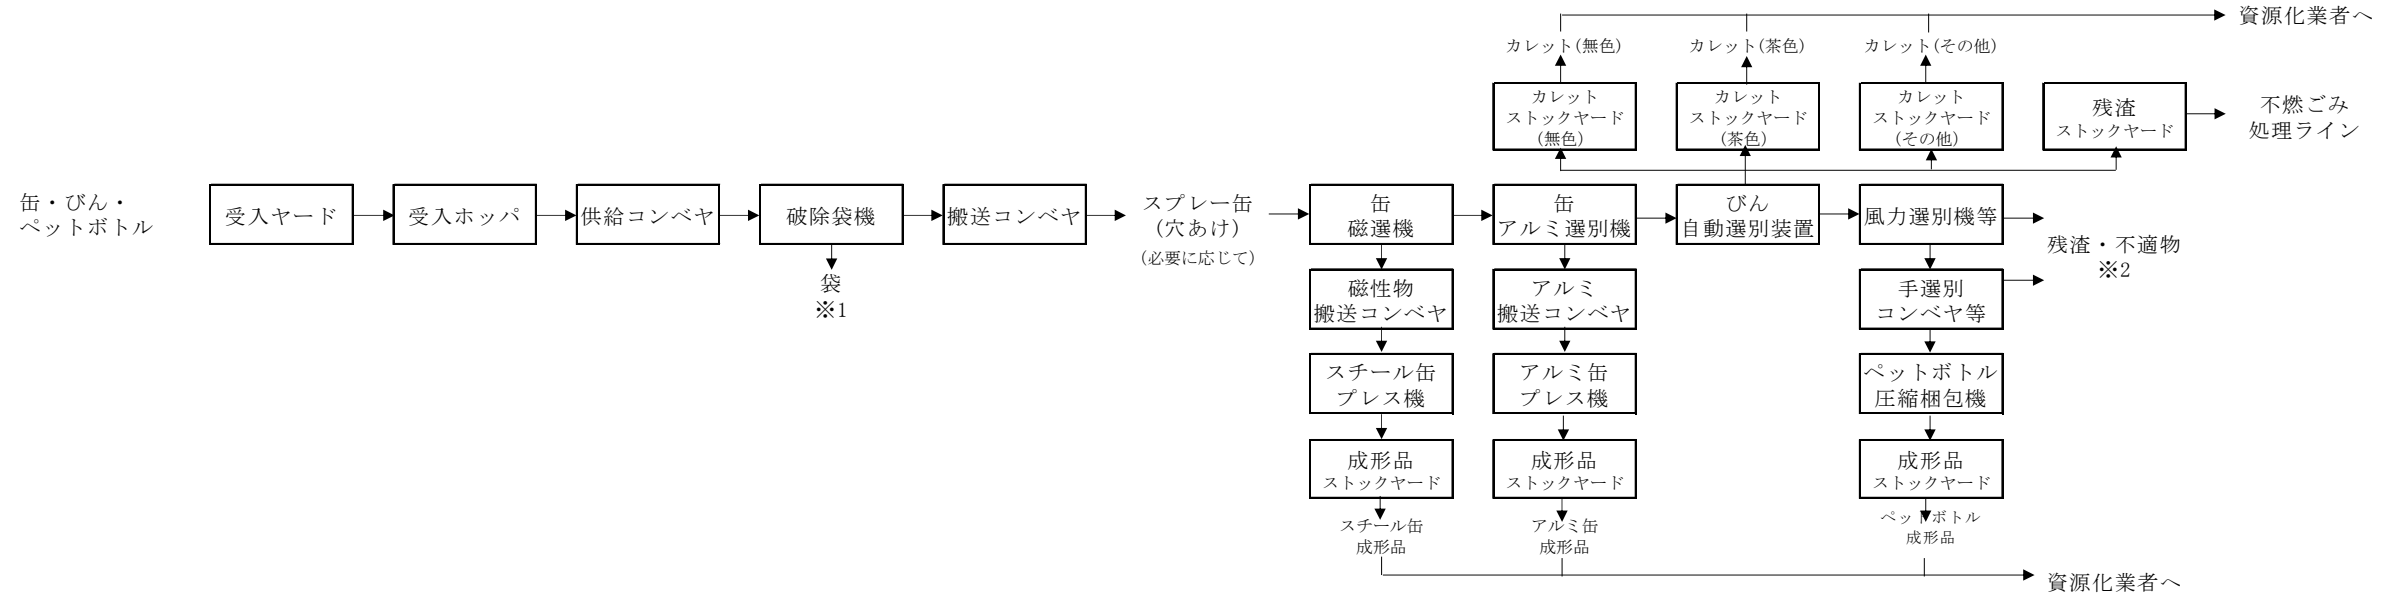 資源化業者へ
カレット(無色)
カレット(茶色)
カレット(その他)
カレット
ストックヤード
(無色)
カレット
ストックヤード
(茶色)
カレット
ストックヤード
(その他)
残渣
ストックヤード
不燃ごみ
処理ライン
缶・びん・
ペットボトル
受入ヤード
受入ホッパ
供給コンベヤ
破除袋機
搬送コンベヤ
スプレー缶
(穴あけ)
(必要に応じて)
缶
磁選機
缶
アルミ選別機
びん
自動選別装置
風力選別機等
残渣・不適物
※2
袋
※1
磁性物
搬送コンベヤ
アルミ
搬送コンベヤ
手選別
コンベヤ等
スチール缶
プレス機
アルミ缶
プレス機
ペットボトル
圧縮梱包機
成形品
ストックヤード
成形品
ストックヤード
成形品
ストックヤード
スチール缶
成形品
アルミ缶
成形品
ペットボトル
成形品
資源化業者へ